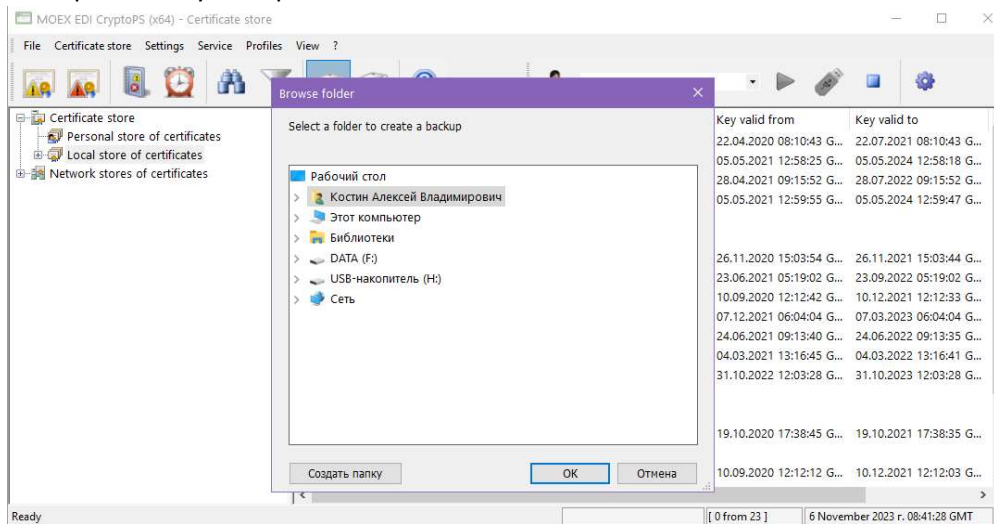 MOEX EDI CryptoPS (x64) - Certificate store
File Certificate store Settings Service Profiles View ?
Browse folder
Select a folder to create a backup
Рабочий стол
Костин Алексей Владимирович
Этот компьютер
Библиотеки
DATA (F:)
USB-накопитель (H:)
Сеть
Создать папку
OK
Отмена
Certificate store
Personal store of certificates
Local store of certificates
Network stores of certificates
Key valid from Key valid to
22.04.2020 08:10:43 G... 22.07.2021 08:10:43 G...
05.05.2021 12:58:25 G... 05.05.2024 12:58:18 G...
28.04.2021 09:15:52 G... 28.07.2022 09:15:52 G...
05.05.2021 12:59:55 G... 05.05.2024 12:59:47 G...
26.11.2020 15:03:54 G... 26.11.2021 15:03:44 G...
23.06.2021 05:19:02 G... 23.09.2022 05:19:02 G...
10.09.2020 12:12:42 G... 10.12.2021 12:12:33 G...
07.12.2021 06:04:04 G... 07.03.2023 06:04:04 G...
24.06.2021 09:13:40 G... 24.06.2022 09:13:35 G...
04.03.2021 13:16:45 G... 04.03.2022 13:16:41 G...
31.10.2022 12:03:28 G... 31.10.2023 12:03:28 G...
19.10.2020 17:38:45 G... 19.10.2021 17:38:35 G...
10.09.2020 12:12:12 G... 10.12.2021 12:12:03 G...
Ready
[ 0 from 23 ]
6 November 2023 г. 08:41:28 GMT